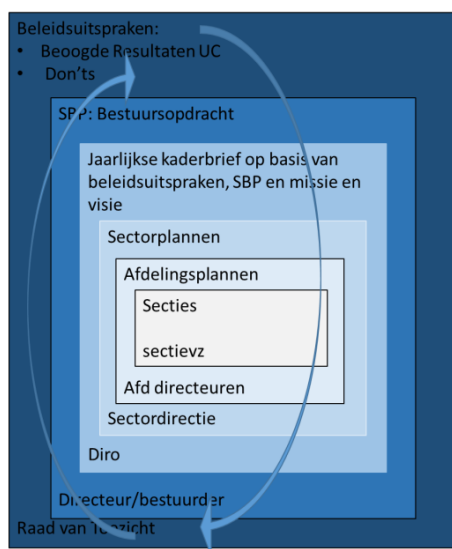 Beleidsuitspraken:
• Beoogde Resultaten UC
• Don'ts
SBP: Bestuursopdracht
Jaarlijkse kaderbrief op basis van
beleidsuitspraken, SBP en missie en
visie
Sectorplannen
Afdelingsplannen
Secties
sectievz
Afd directeuren
Sectordirectie
Diro
Directeur/bestuurder
Raad van Toezicht